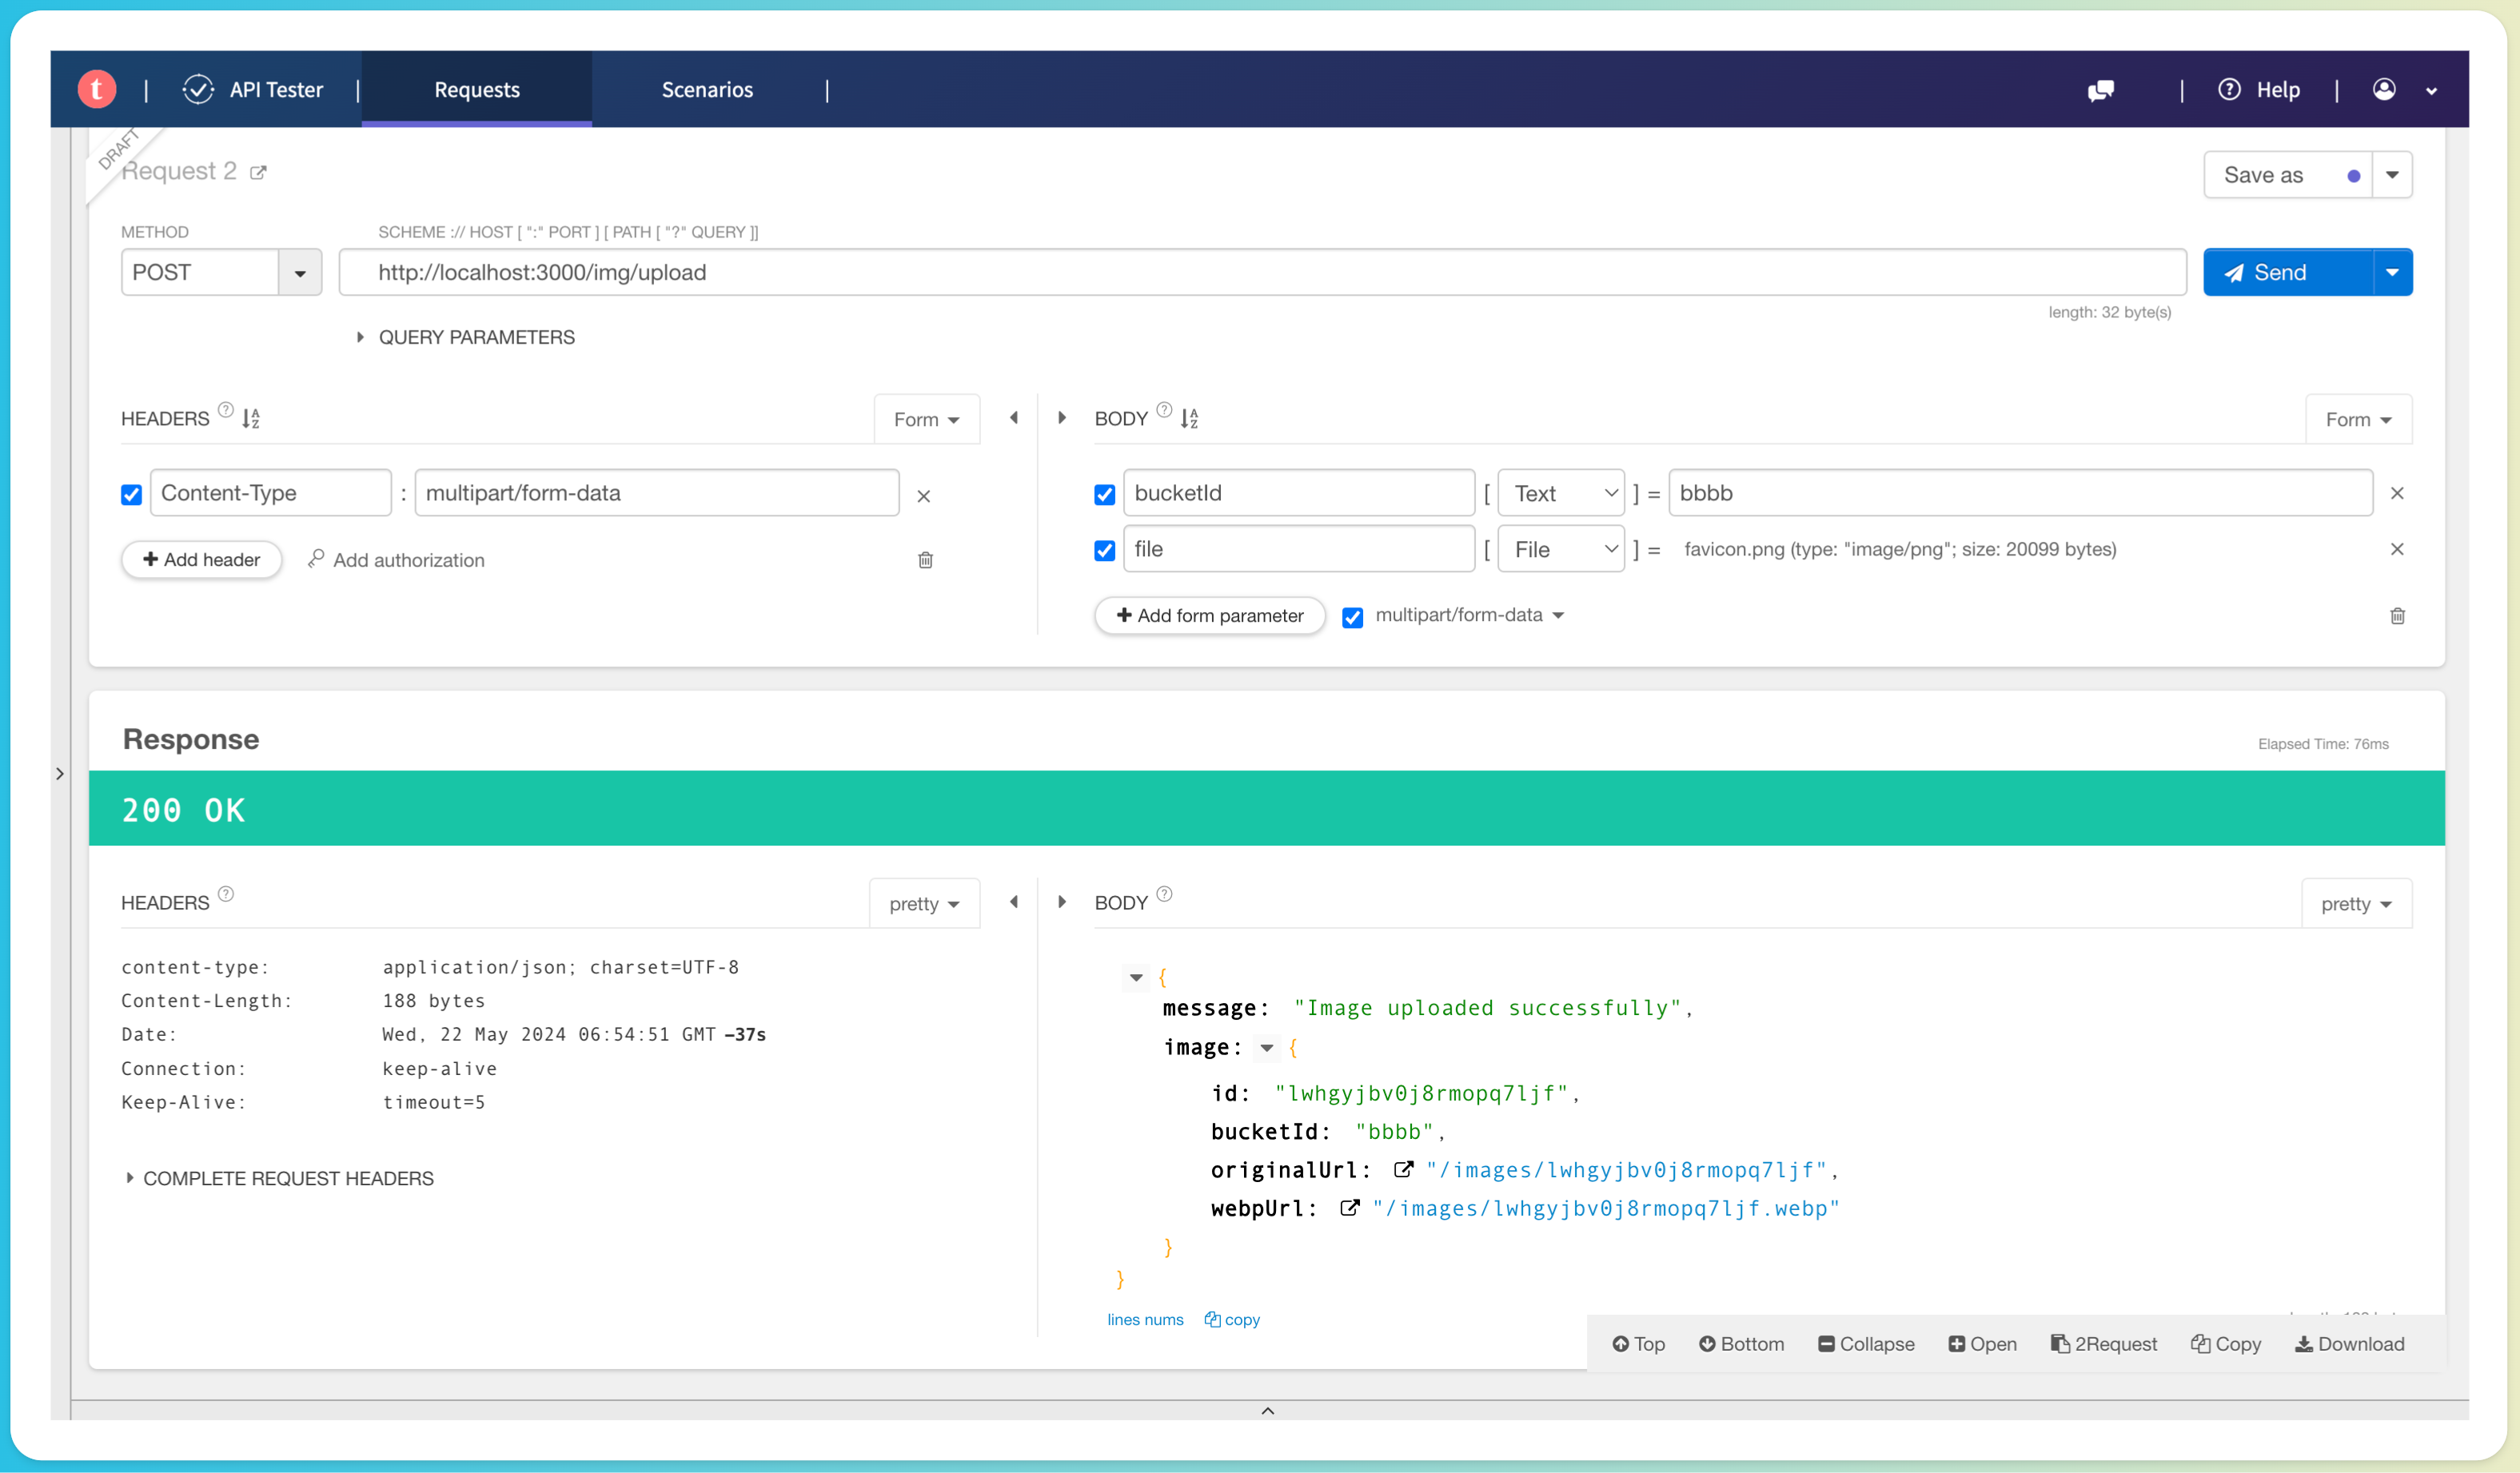 t | API Tester | Requests Scenarios | | Help |
DRAFT
Request 2
Save as
METHOD SCHEME :// HOST [ ":" PORT ] [ PATH [ "?" QUERY ]]
POST http://localhost:3000/img/upload Send
length: 32 byte(s)
QUERY PARAMETERS
HEADERS ? Form BODY ? Form
Content-Type : multipart/form-data bucketId [ Text ] = bbbb
file [ File ] = favicon.png (type: "image/png"; size: 20099 bytes)
Add header Add authorization
Add form parameter multipart/form-data
Response
Elapsed Time: 76ms
200 OK
HEADERS ? pretty BODY ? pretty
content-type: application/json; charset=UTF-8
Content-Length: 188 bytes
Date: Wed, 22 May 2024 06:54:51 GMT –37s
Connection: keep-alive
Keep-Alive: timeout=5
COMPLETE REQUEST HEADERS
{
message: "Image uploaded successfully",
image: {
id: "lwhgyjbv0j8rmopq7ljf",
bucketId: "bbbb",
originalUrl: "/images/lwhgyjbv0j8rmopq7ljf",
webpUrl: "/images/lwhgyjbv0j8rmopq7ljf.webp"
}
}
lines nums copy
Top Bottom Collapse Open 2Request Copy Download